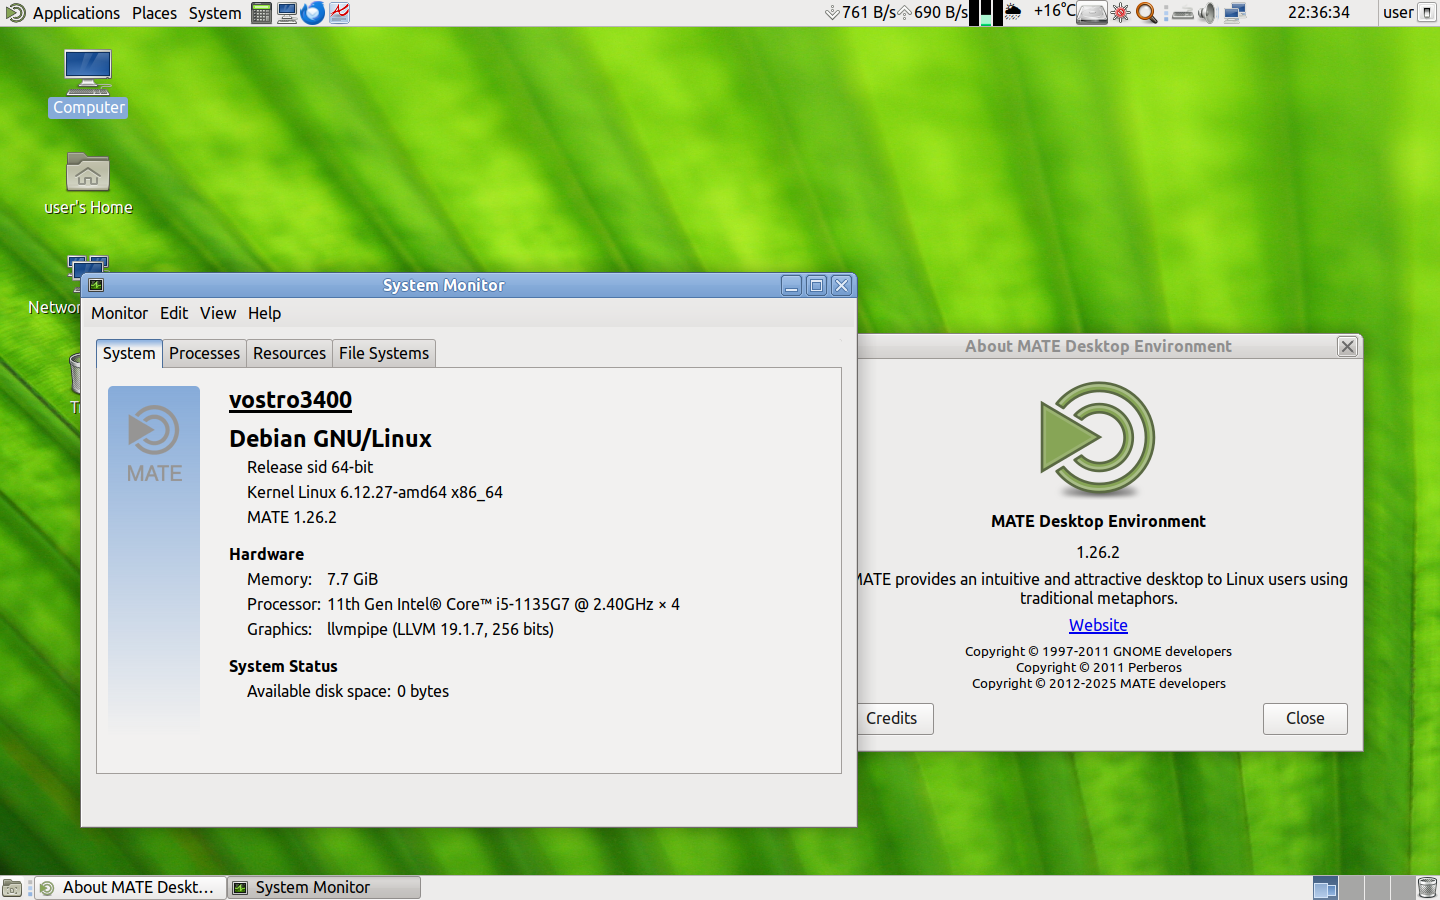 Applications Places System
761 B/s 690 B/s +16°C 22:36:34 user
Computer
user's Home
Networ
T
System Monitor
Monitor Edit View Help
System Processes Resources File Systems
MATE
vostro3400
Debian GNU/Linux
Release sid 64-bit
Kernel Linux 6.12.27-amd64 x86_64
MATE 1.26.2
Hardware
Memory: 7.7 GiB
Processor: 11th Gen Intel® Core™ i5-1135G7 @ 2.40GHz × 4
Graphics: llvmpipe (LLVM 19.1.7, 256 bits)
System Status
Available disk space: 0 bytes
About MATE Desktop Environment
MATE Desktop Environment
1.26.2
MATE provides an intuitive and attractive desktop to Linux users using
traditional metaphors.
Website
Copyright © 1997-2011 GNOME developers
Copyright © 2011 Perberos
Copyright © 2012-2025 MATE developers
Credits Close
About MATE Deskt... System Monitor